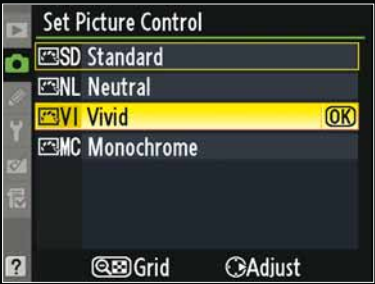 Set Picture Control
SD Standard
NL Neutral
VI Vivid OK
MC Monochrome
? Grid Adjust